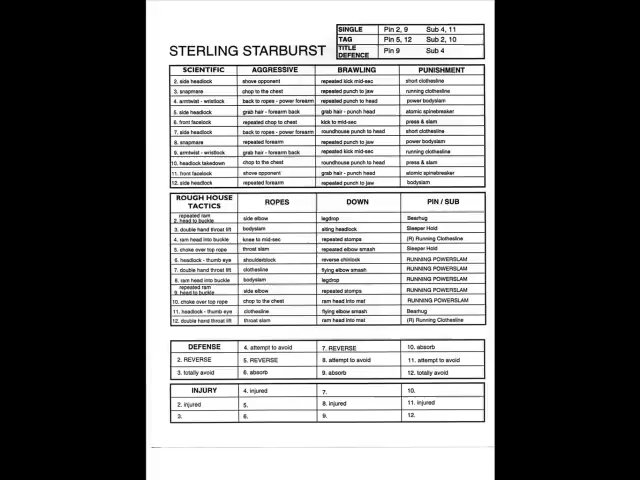 SINGLE Pin 2, 9 Sub 4, 11
TAG Pin 5, 12 Sub 2, 10
TITLE DEFENCE Pin 9 Sub 4
STERLING STARBURST
SCIENTIFIC AGGRESSIVE BRAWLING PUNISHMENT
2. side headlock shove opponent repeated kick mid-sec short clothesline
3. snapmare chop to the chest repeated punch to jaw running clothesline
4. armtwist - wristlock back to ropes - power forearm repeated punch to head power bodyslam
5. side headlock grab hair - forearm back grab hair - punch head atomic spinebreaker
6. front facelock repeated chop to chest kick to mid-sec press & slam
7. side headlock back to ropes - power forearm roundhouse punch to head short clothesline
8. snapmare repeated forearm repeated punch to jaw power bodyslam
9. armtwist - wristlock grab hair - forearm back repeated kick mid-sec running clothesline
10. headlock takedown chop to the chest roundhouse punch to head press & slam
11. front facelock shove opponent grab hair - punch head atomic spinebreaker
12. side headlock repeated forearm repeated punch to jaw bodyslam
ROUGH HOUSE TACTICS ROPES DOWN PIN / SUB
repeated ram
2. head to buckle side elbow legdrop Bearhug
3. double hand throat lift bodyslam sitting headlock Sleeper Hold
4. ram head into buckle knee to mid-sec repeated stomps (R) Running Clothesline
5. choke over top rope throat slam repeated elbow smash Sleeper Hold
6. headlock - thumb eye shoulderblock reverse chinlock RUNNING POWERSLAM
7. double hand throat lift clothesline flying elbow smash RUNNING POWERSLAM
8. ram head into buckle bodyslam legdrop RUNNING POWERSLAM
repeated ram
9. head to buckle side elbow repeated stomps RUNNING POWERSLAM
10. choke over top rope chop to the chest ram head into mat RUNNING POWERSLAM
11. headlock - thumb eye clothesline flying elbow smash Bearhug
12. double hand throat lift throat slam ram head into mat (R) Running Clothesline
DEFENSE 4. attempt to avoid 7. REVERSE 10. absorb
2. REVERSE 5. REVERSE 8. attempt to avoid 11. attempt to avoid
3. totally avoid 6. absorb 9. absorb 12. totally avoid
INJURY 4. injured 7. 10.
2. injured 5. 8. injured 11. injured
3. 6. 9. 12.